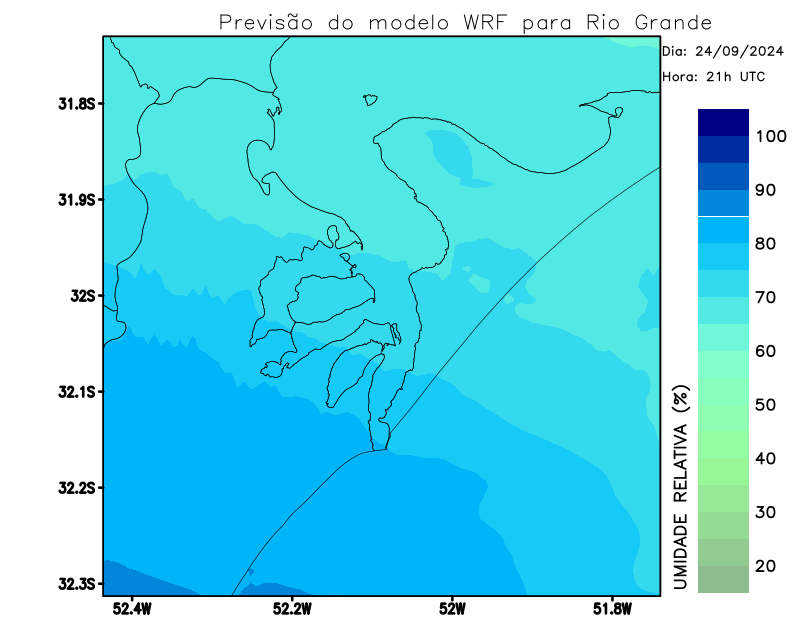 Previsão do modelo WRF para Rio Grande
Dia: 24/09/2024
Hora: 21h UTC
31.8S
31.9S
32S
32.1S
32.2S
32.3S
52.4W
52.2W
52W
51.8W
100
90
80
70
60
50
40
30
20
UMIDADE RELATIVA (%)